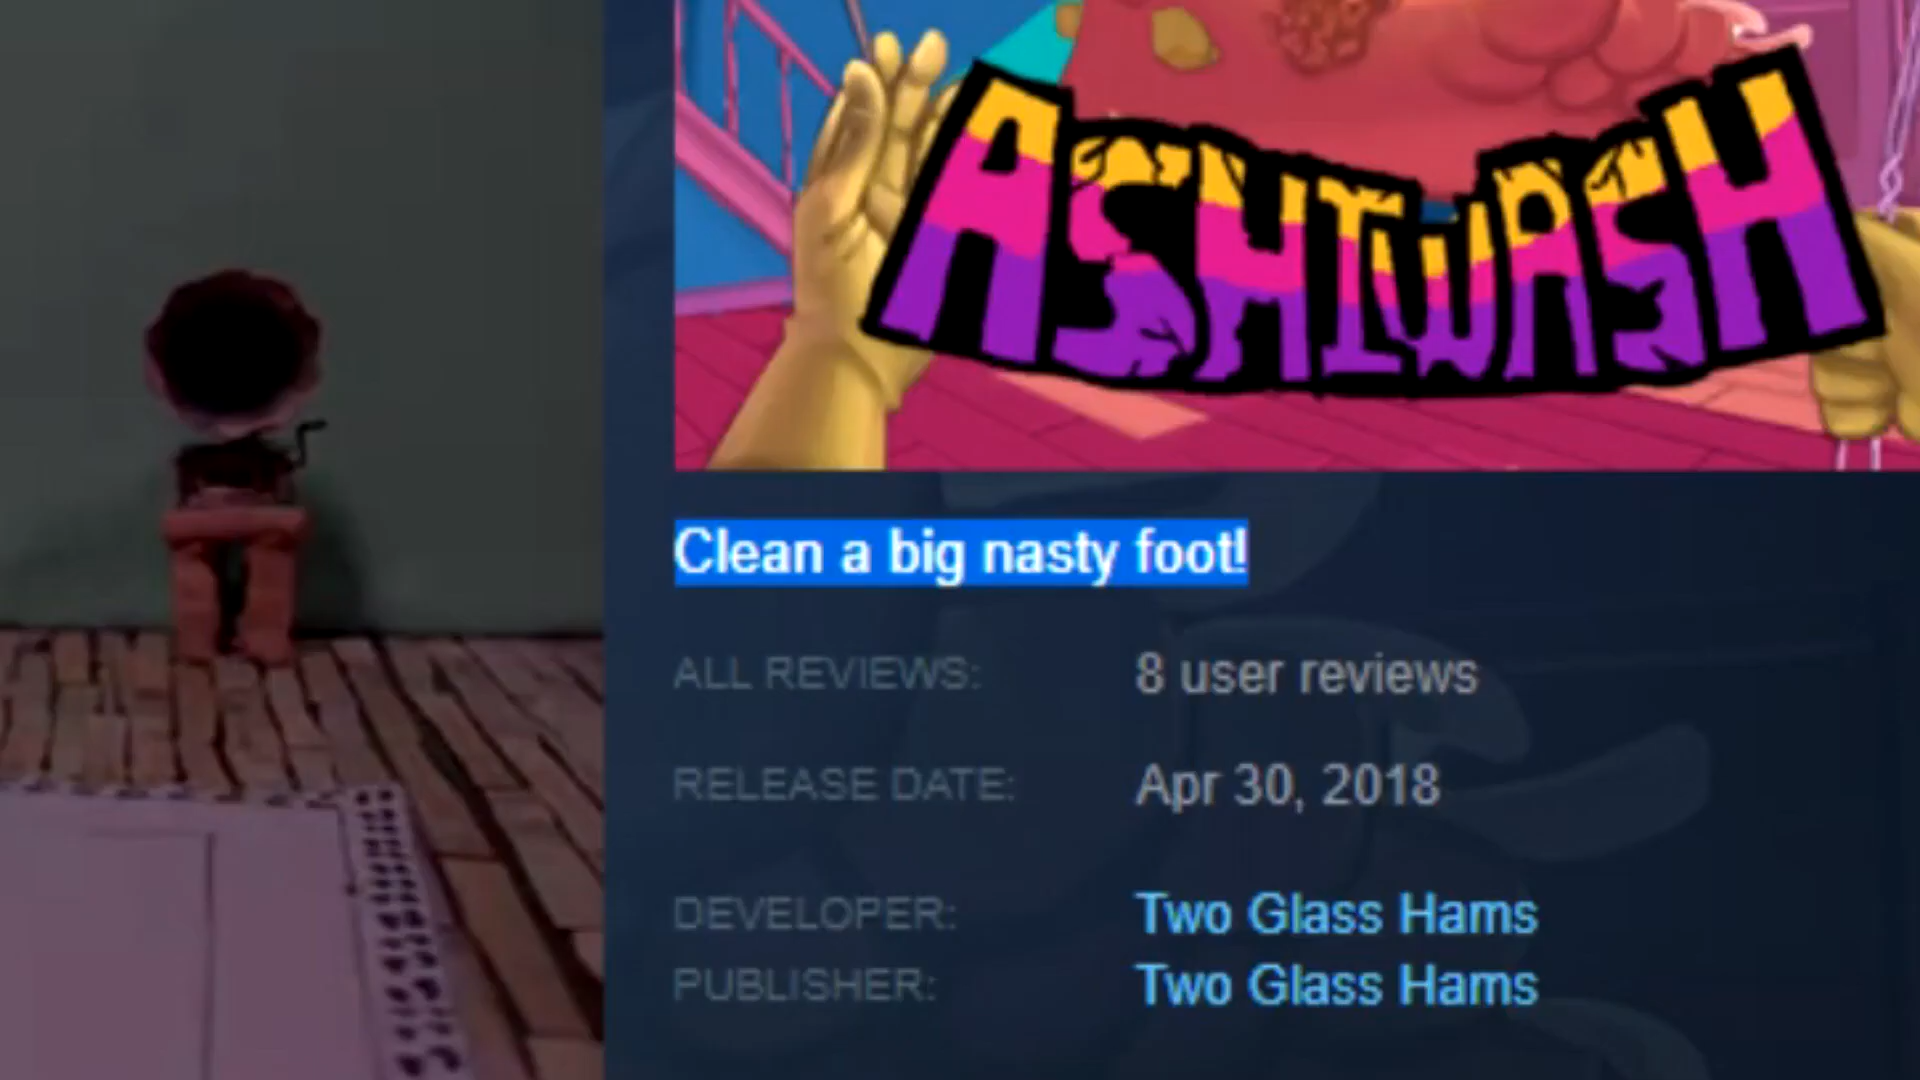 ASHIWASH
Clean a big nasty foot!
ALL REVIEWS: 8 user reviews
RELEASE DATE: Apr 30, 2018
DEVELOPER: Two Glass Hams
PUBLISHER: Two Glass Hams